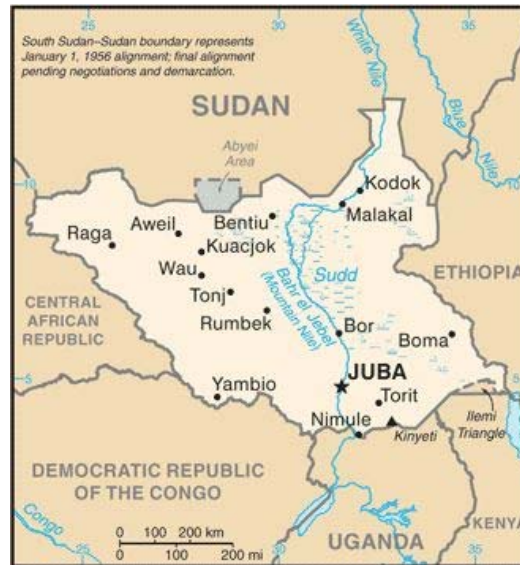 25
30
35
South Sudan–Sudan boundary represents
January 1, 1956 alignment; final alignment
pending negotiations and demarcation.
White Nile
Blue
Nile
SUDAN
Abyei
Area
10
10
Kodok
Malakal
Bentiu
Aweil
Raga
Kuacjok
Wau
Sudd
ETHIOPIA
Tonj
Bahr el Jebel
(Mountain Nile)
CENTRAL
AFRICAN
REPUBLIC
Rumbek
Bor
Boma
JUBA
5
5
Yambio
Torit
Nimule
Kinyeti
Ilemi
Triangle
DEMOCRATIC REPUBLIC
OF THE CONGO
Congo
0 100 200 km
0 100 200 mi
UGANDA
KENYA
25
30
35